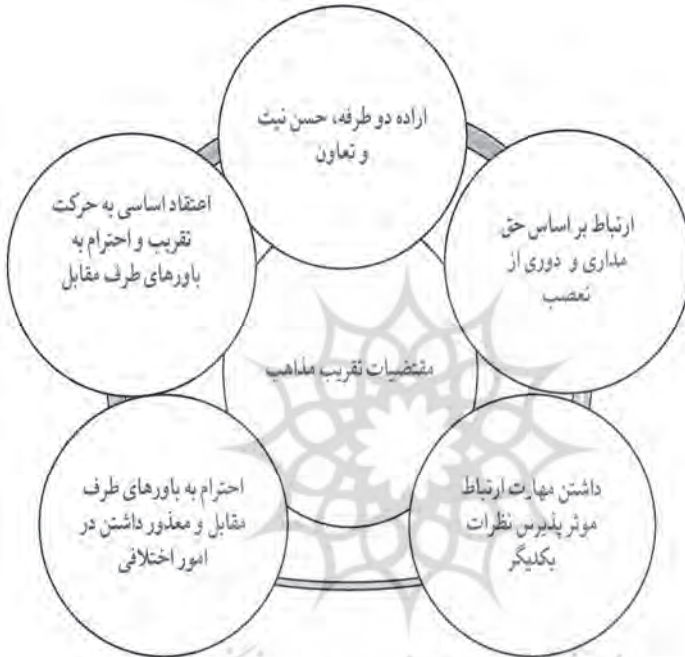 اراده دو طرفه، حسن نیت
و تعاون
ارتباط بر اساس حق
مداری و دوری از
تعصب
داشتن مهارت ارتباط
موثر پذیرس نظرات
یکدیگر
احترام به باورهای طرف
مقابل و معذور داشتن در
امور اختلافی
اعتقاد اساسی به حرکت
تقریب و احترام به
باورهای طرف مقابل
مقتضیات تقریب مذاهب